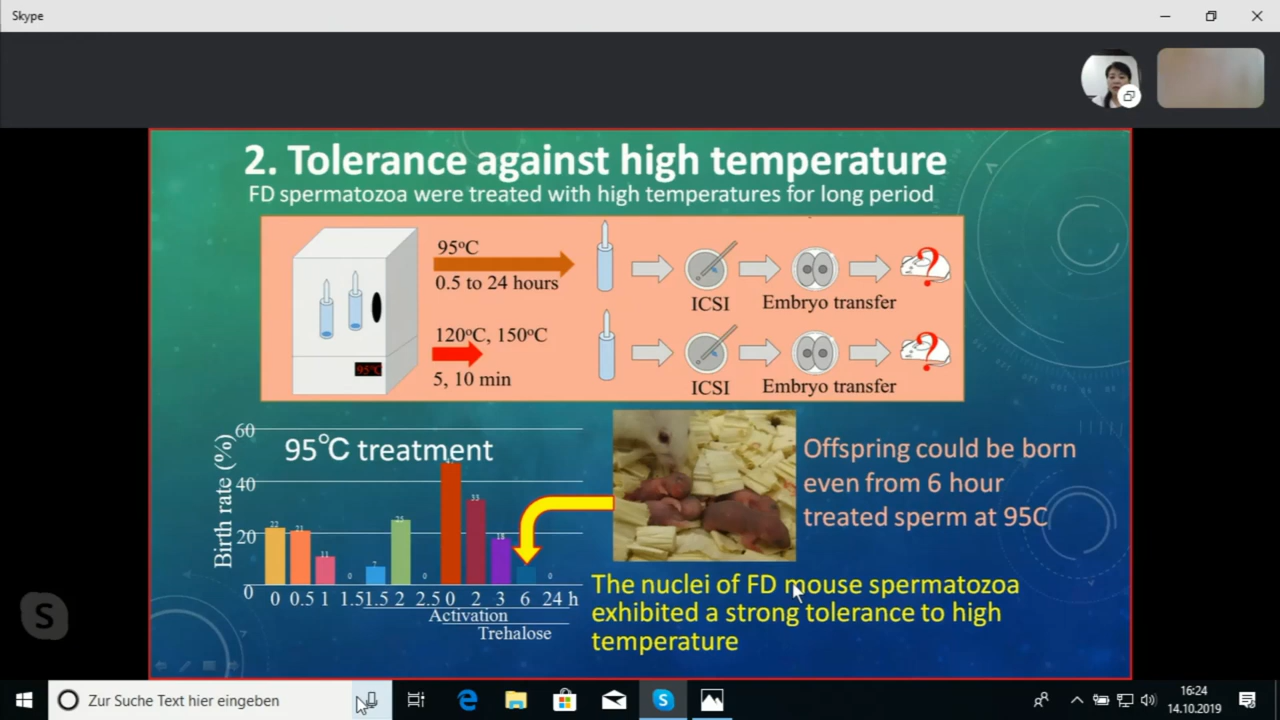 Skype
2. Tolerance against high temperature
FD spermatozoa were treated with high temperatures for long period
95°C
0.5 to 24 hours
ICSI
Embryo transfer
?
95°C
120°C, 150°C
5, 10 min
ICSI
Embryo transfer
?
95℃ treatment
Birth rate (%)
60
40
20
0
22
21
11
0
7
25
0
33
18
0
0 0.5 1 1.5 1.5 2 2.5 0 2 3 6 24 h
Activation
Trehalose
Offspring could be born
even from 6 hour
treated sperm at 95C
The nuclei of FD mouse spermatozoa
exhibited a strong tolerance to high
temperature
S
Zur Suche Text hier eingeben
16:24
14.10.2019